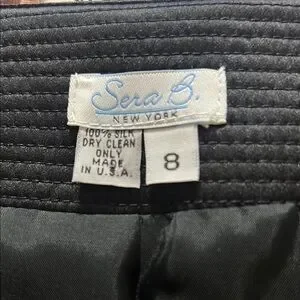 Sera B.
NEW YORK
100% SILK
DRY CLEAN
ONLY
MADE
IN U.S.A.
8